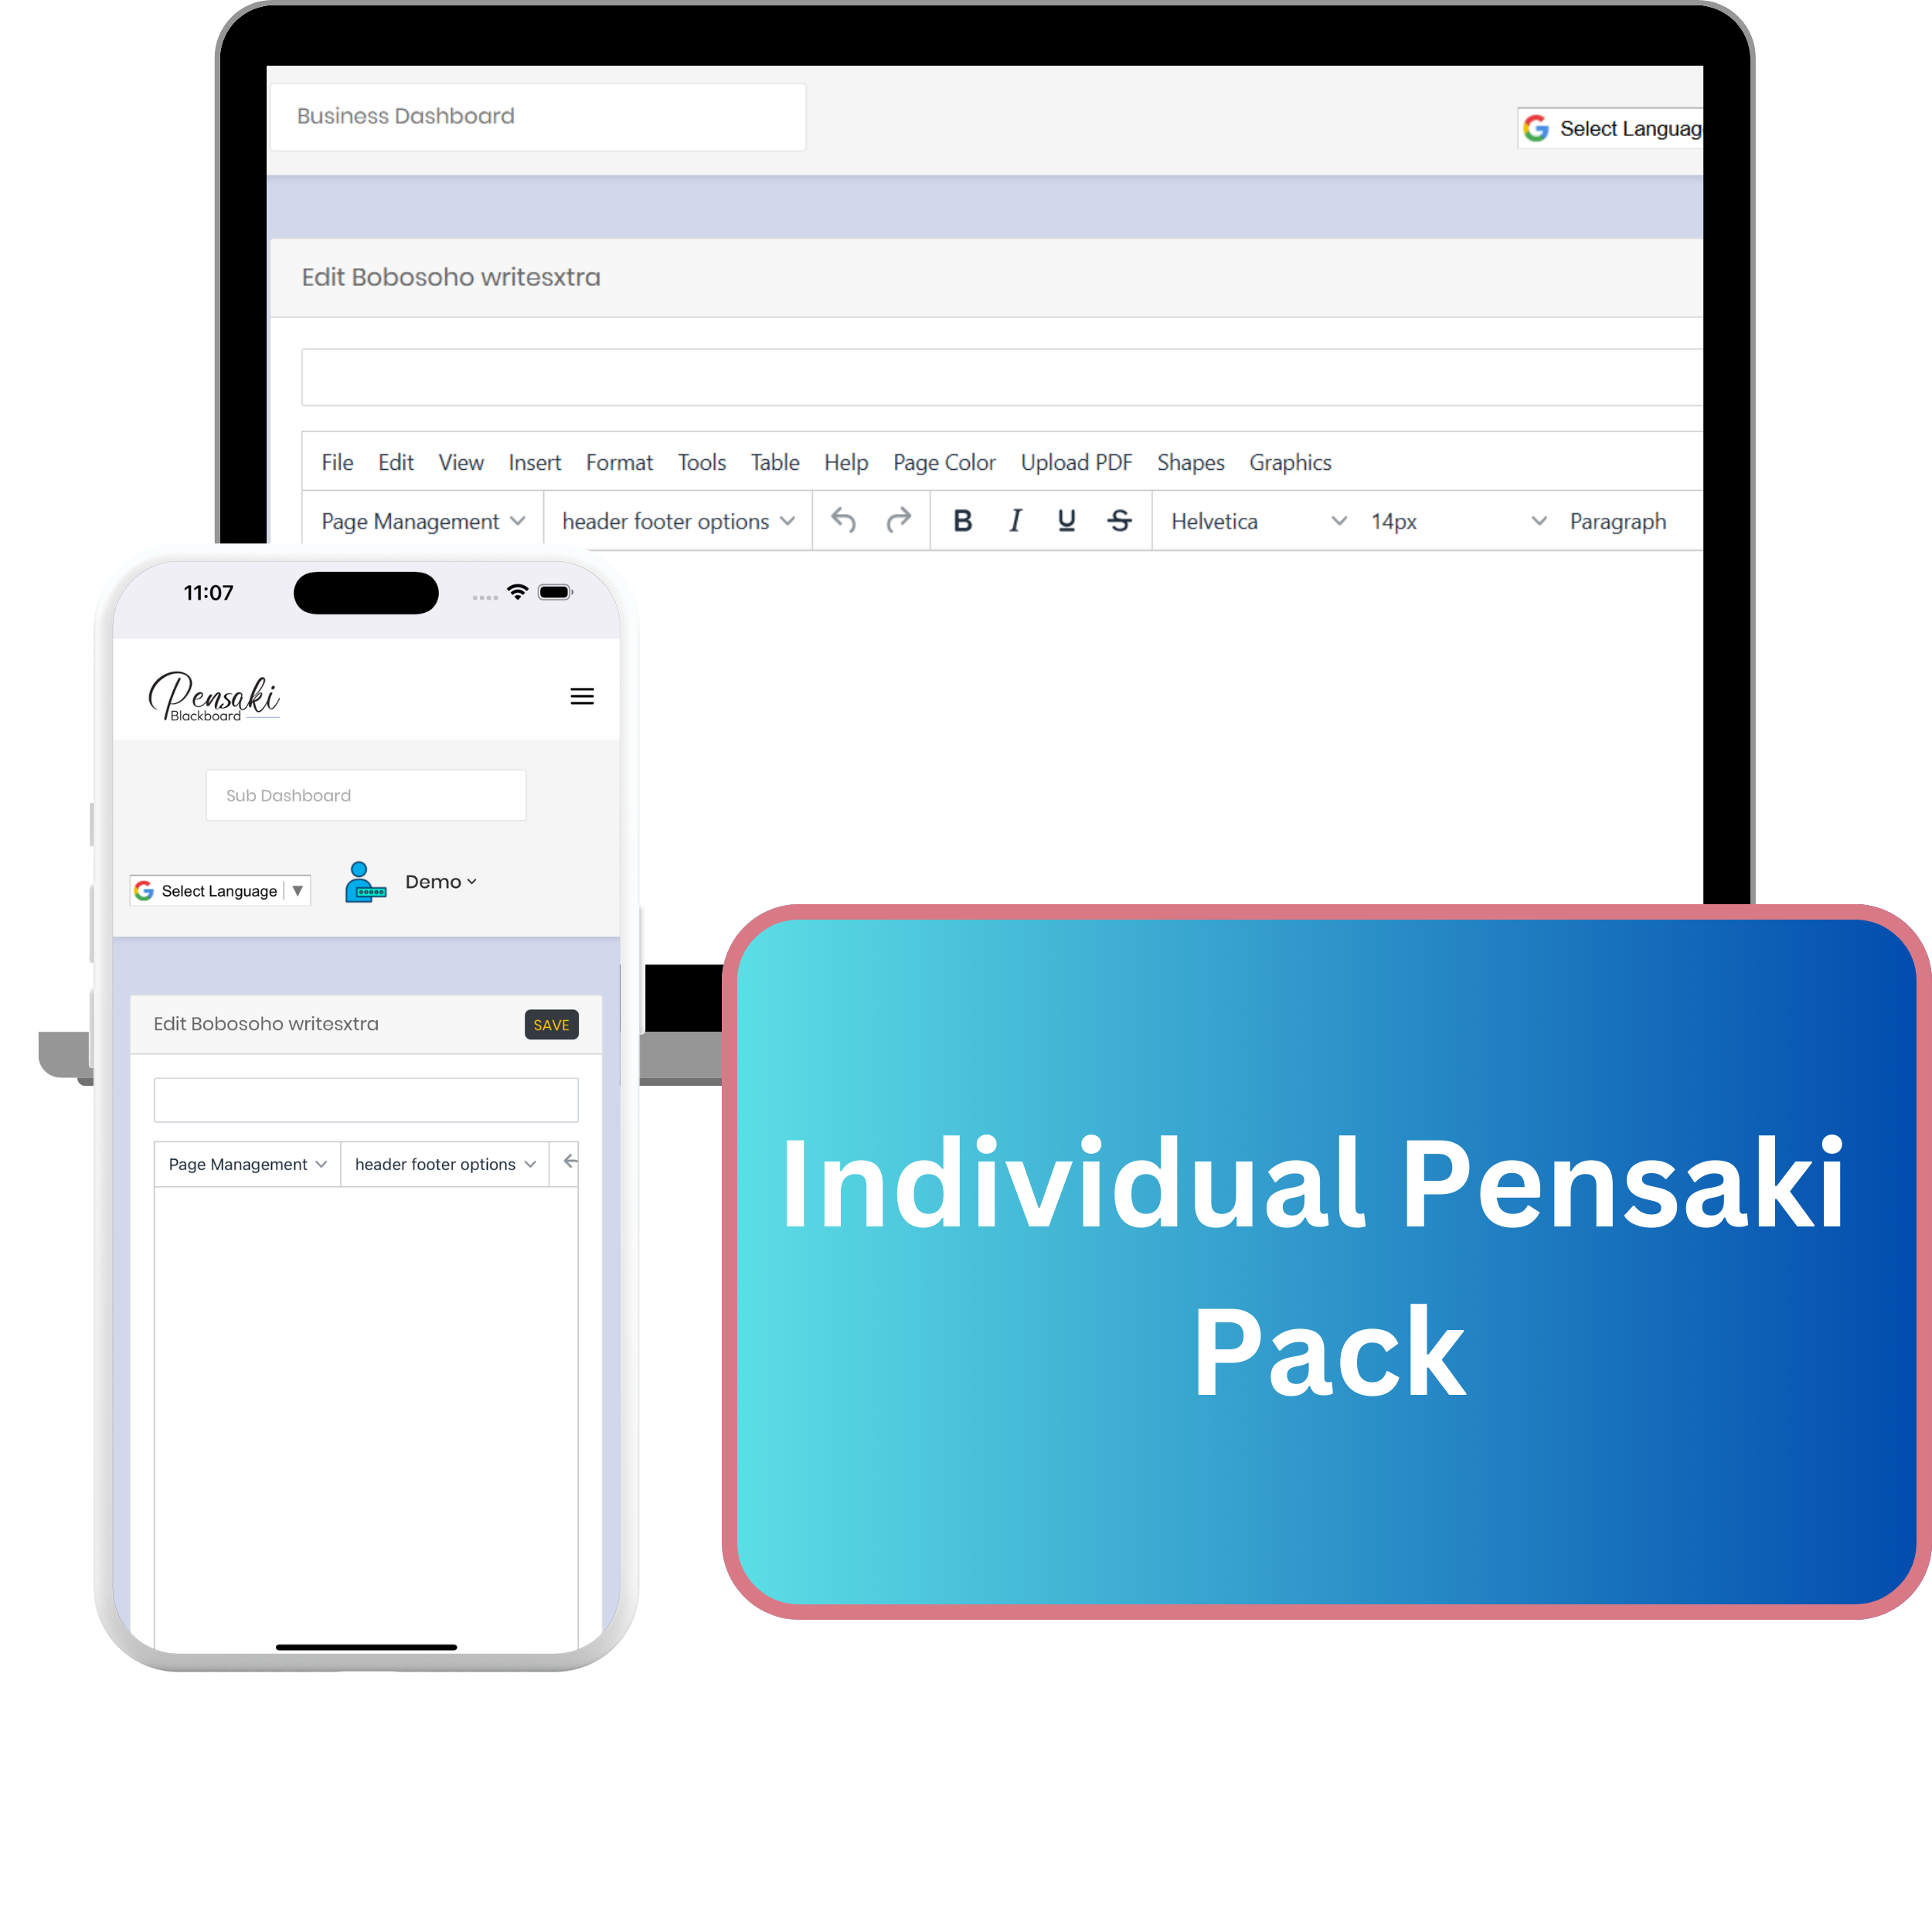 Business Dashboard
Select Languag
Edit Bobosoho writesxtra
File Edit View Insert Format Tools Table Help Page Color Upload PDF Shapes Graphics
Page Management header footer options B I U S Helvetica 14px Paragraph
11:07
Pensaki
Blackboard
Sub Dashboard
Select Language Demo
Edit Bobosoho writesxtra SAVE
Page Management header footer options
Individual Pensaki
Pack